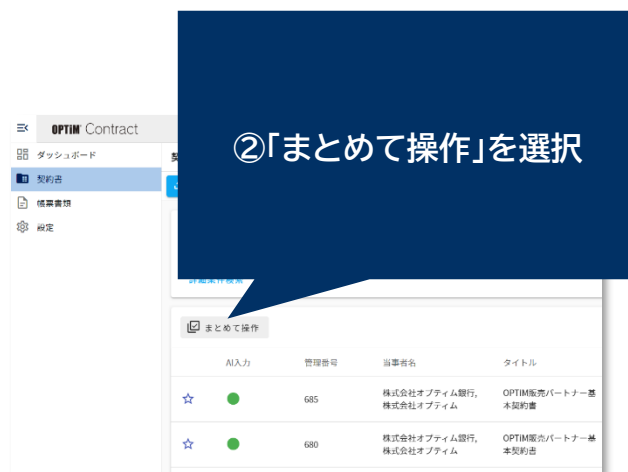 ②「まとめて操作」を選択
OPTiM Contract
ダッシュボード
契約書
帳票書類
設定
契
詳細条件検索
まとめて操作
AI入力 管理番号 当事者名 タイトル
685 株式会社オプティム銀行, OPTiM販売パートナー基
株式会社オプティム 本契約書
680 株式会社オプティム銀行, OPTiM販売パートナー基
株式会社オプティム 本契約書